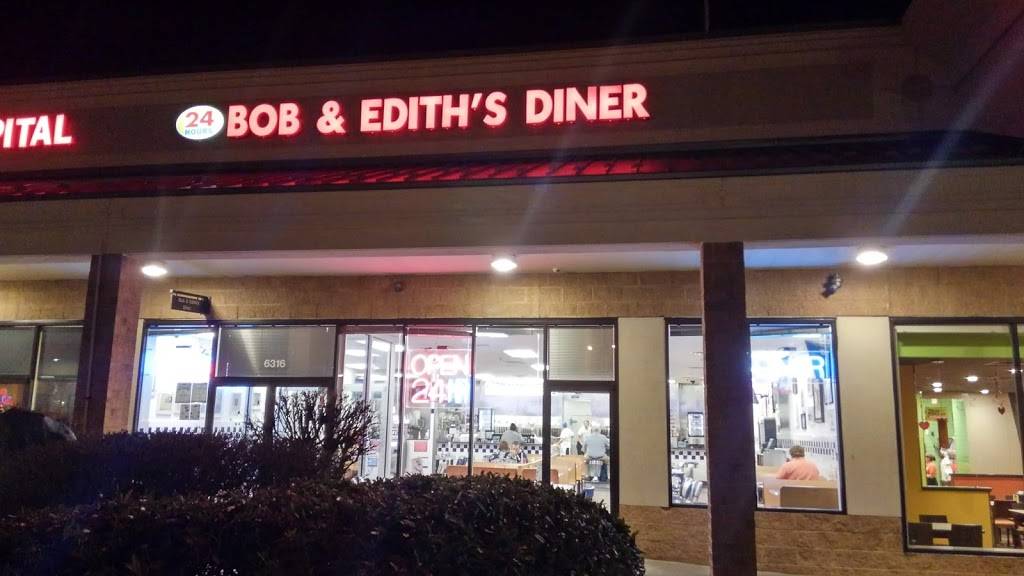 PITAL
24
HOURS
BOB & EDITH'S DINER
6316
OPEN
24